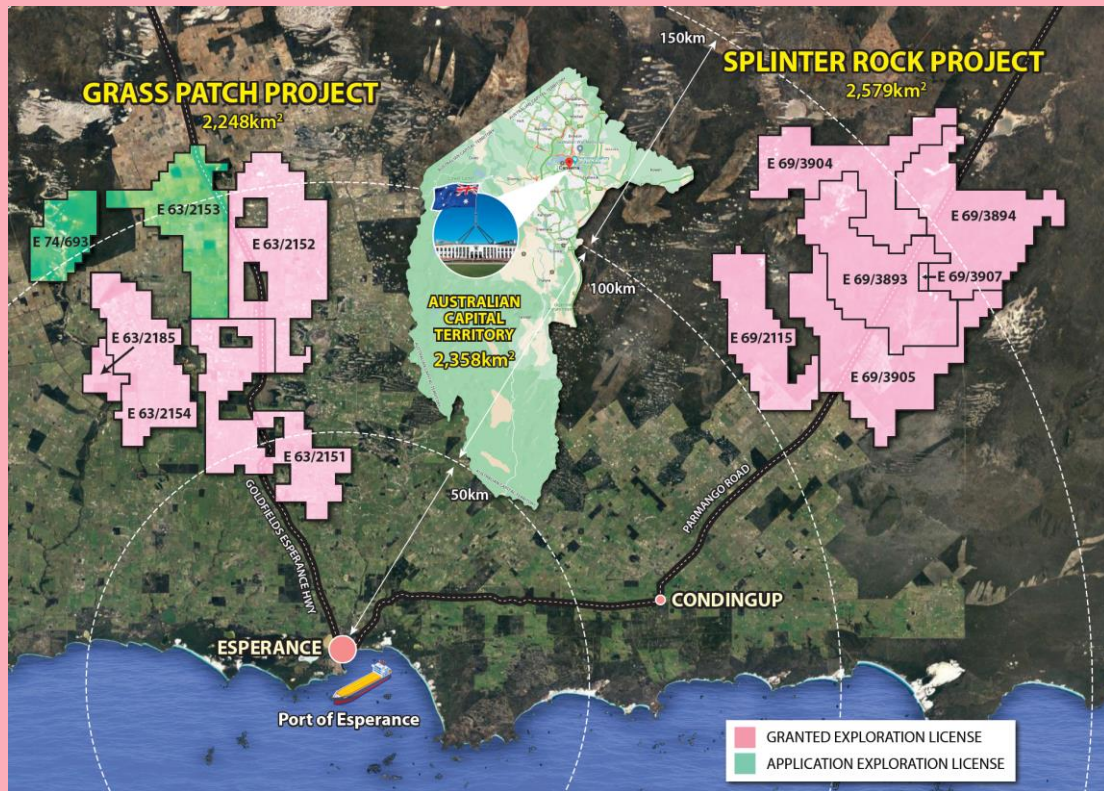 150km
GRASS PATCH PROJECT
2,248km²
SPLINTER ROCK PROJECT
2,579km²
E 69/3904
E 63/2153
E 74/693
E 63/2152
E 69/3894
E 69/3893
E 69/3907
100km
AUSTRALIAN
CAPITAL
TERRITORY
2,358km²
E 63/2185
E 69/2115
E 63/2154
E 69/3905
E 63/2151
50km
GOLDFIELDS ESPERANCE HWY
PARMANGO ROAD
CONDINGUP
ESPERANCE
Port of Esperance
GRANTED EXPLORATION LICENSE
APPLICATION EXPLORATION LICENSE